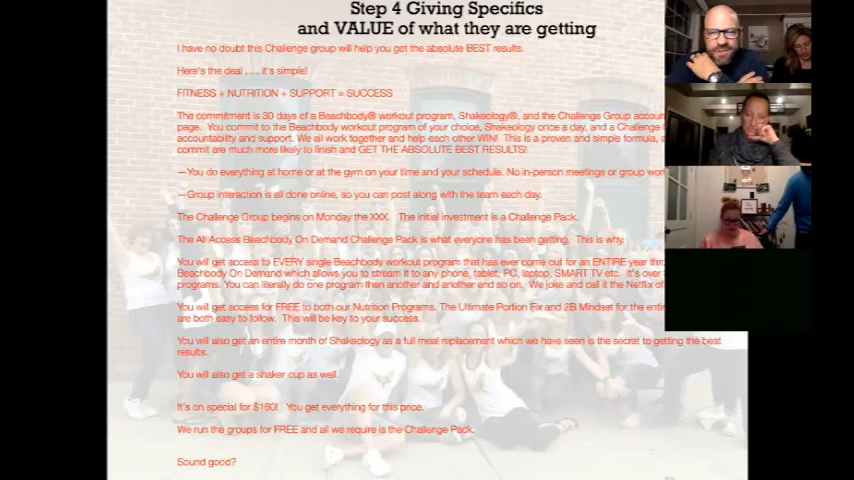 Step 4 Giving Specifics
and VALUE of what they are getting
I have no doubt this Challenge group will help you get the absolute BEST results.
Here's the deal . . . it's simple!
FITNESS + NUTRITION + SUPPORT = SUCCESS
The commitment is 30 days of a Beachbody® workout program, Shakeology®, and the Challenge Group accoun
page. You commit to the Beachbody workout program of your choice, Shakeology once a day, and a Challenge
accountability and support. We all work together and help each other WIN! This is a proven and simple formula,
commit are much more likely to finish and GET THE ABSOLUTE BEST RESULTS!
—You do everything at home or at the gym on your time and your schedule. No in-person meetings or group wor
—Group interaction is all done online, so you can post along with the team each day.
The Challenge Group begins on Monday the XXX. The initial investment is a Challenge Pack.
The All Access Beachbody On Demand Challenge Pack is what everyone has been getting. This is why.
You will get access to EVERY single Beachbody workout program that has ever come out for an ENTIRE year thr
Beachbody On Demand which allows you to stream it to any phone, tablet, PC, laptop, SMART TV etc. It's over
programs. You can literally do one program then another and another and so on. We joke and call it the Netflix of
You will get access for FREE to both our Nutrition Programs. The Ultimate Portion Fix and 2B Mindset for the entir
are both easy to follow. This will be key to your success.
You will also get an entire month of Shakeology as a full meal replacement which we have seen is the secret to getting the best
results.
You will also get a shaker cup as well.
It's on special for $160! You get everything for this price.
We run the groups for FREE and all we require is the Challenge Pack.
Sound good?